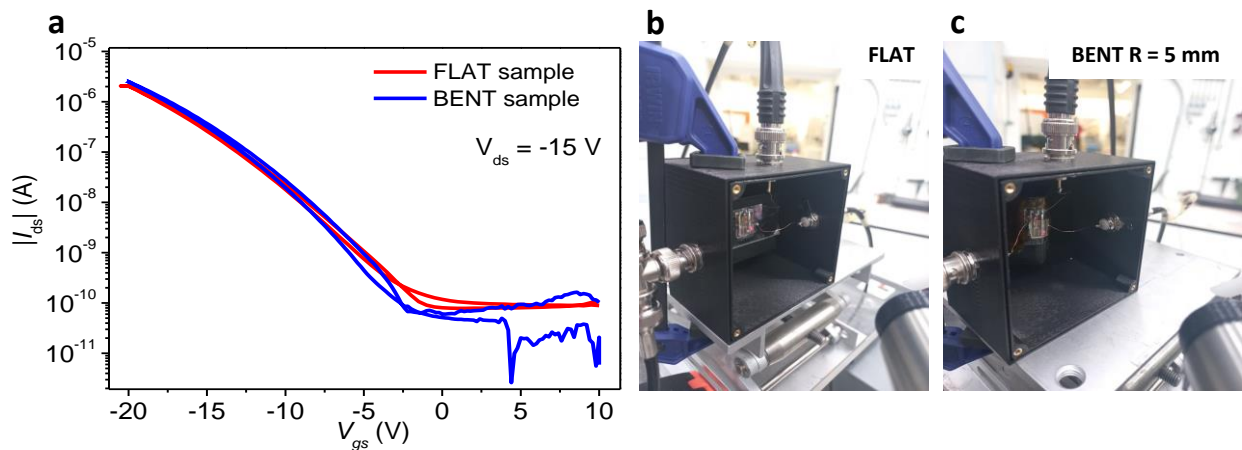 a
b
c
FLAT
BENT R = 5 mm
FLAT sample
BENT sample
V_ds = -15 V
10^-5
10^-6
10^-7
10^-8
10^-9
10^-10
10^-11
|I_ds| (A)
-20
-15
-10
-5
0
5
10
V_gs (V)